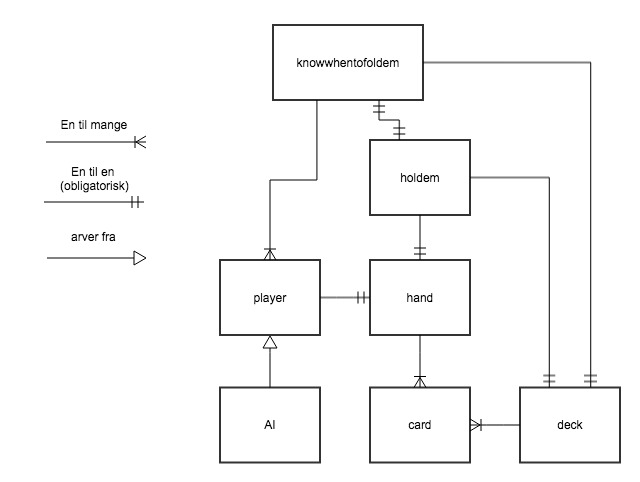 knowwhentofoldem
En til mange
En til en
(obligatorisk)
holdem
arver fra
player
hand
AI
card
deck